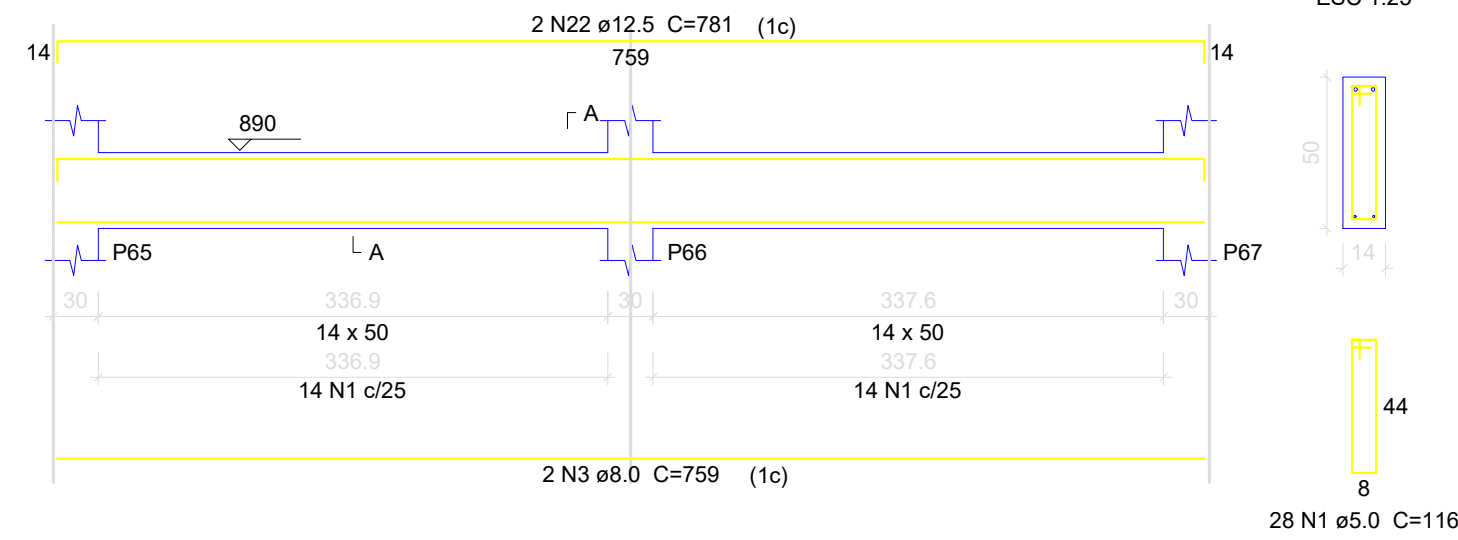 2 N22 ø12.5 C=781 (1c)
14 759 14
890
A
A
P65 P66 P67
30 336.9 30 337.6 30
14 x 50 14 x 50
336.9 337.6
14 N1 c/25 14 N1 c/25
2 N3 ø8.0 C=759 (1c)
50
14
44
8
28 N1 ø5.0 C=116